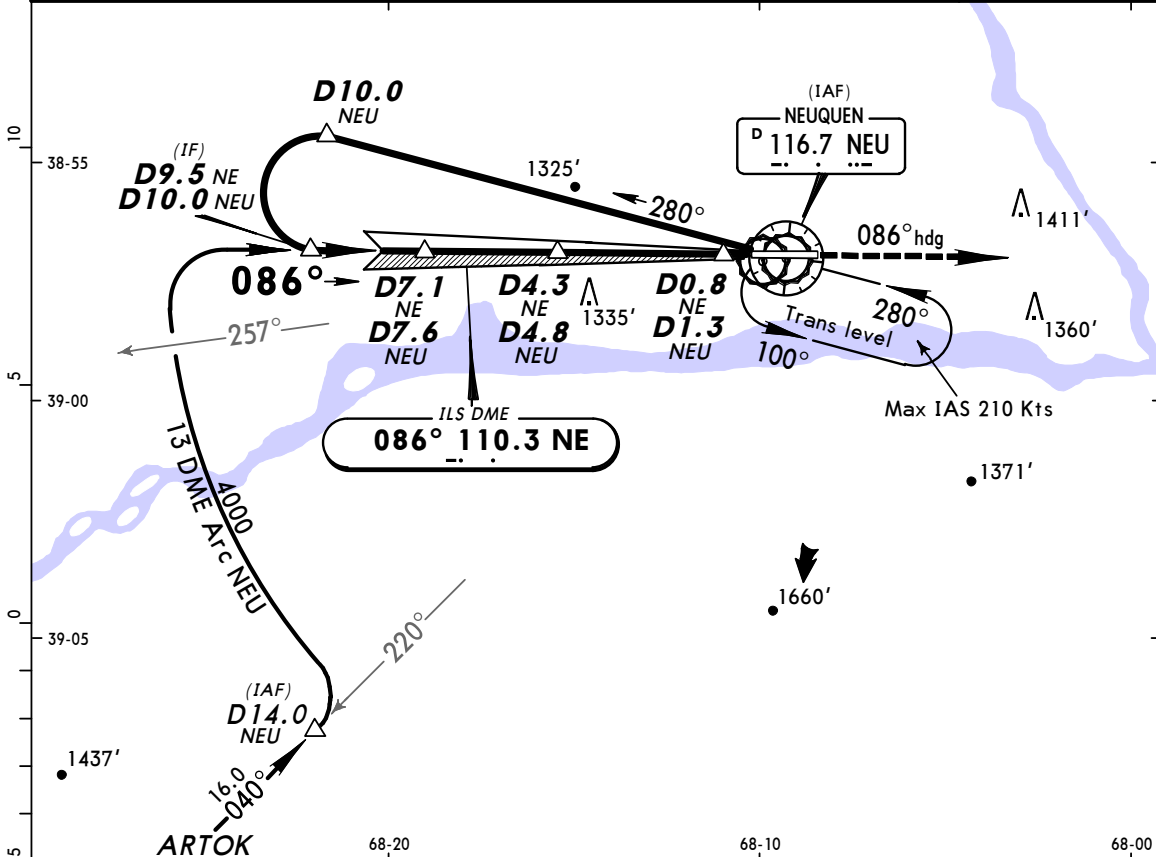 D10.0
NEU
(IAF)
NEUQUEN
D 116.7 NEU
10
38-55
(IF)
D9.5 NE
D10.0 NEU
1325'
280°
1411'
086° hdg
086°
D7.1
NE
D7.6
NEU
D4.3
NE
D4.8
NEU
1335'
D0.8
NE
D1.3
NEU
280°
Trans level
100°
1360'
257°
5
39-00
Max IAS 210 Kts
ILS DME
086° 110.3 NE
13 DME Arc NEU
4000
1371'
1660'
0
39-05
220°
(IAF)
D14.0
NEU
1437'
16.0
040°
ARTOK
5
68-20
68-10
68-00